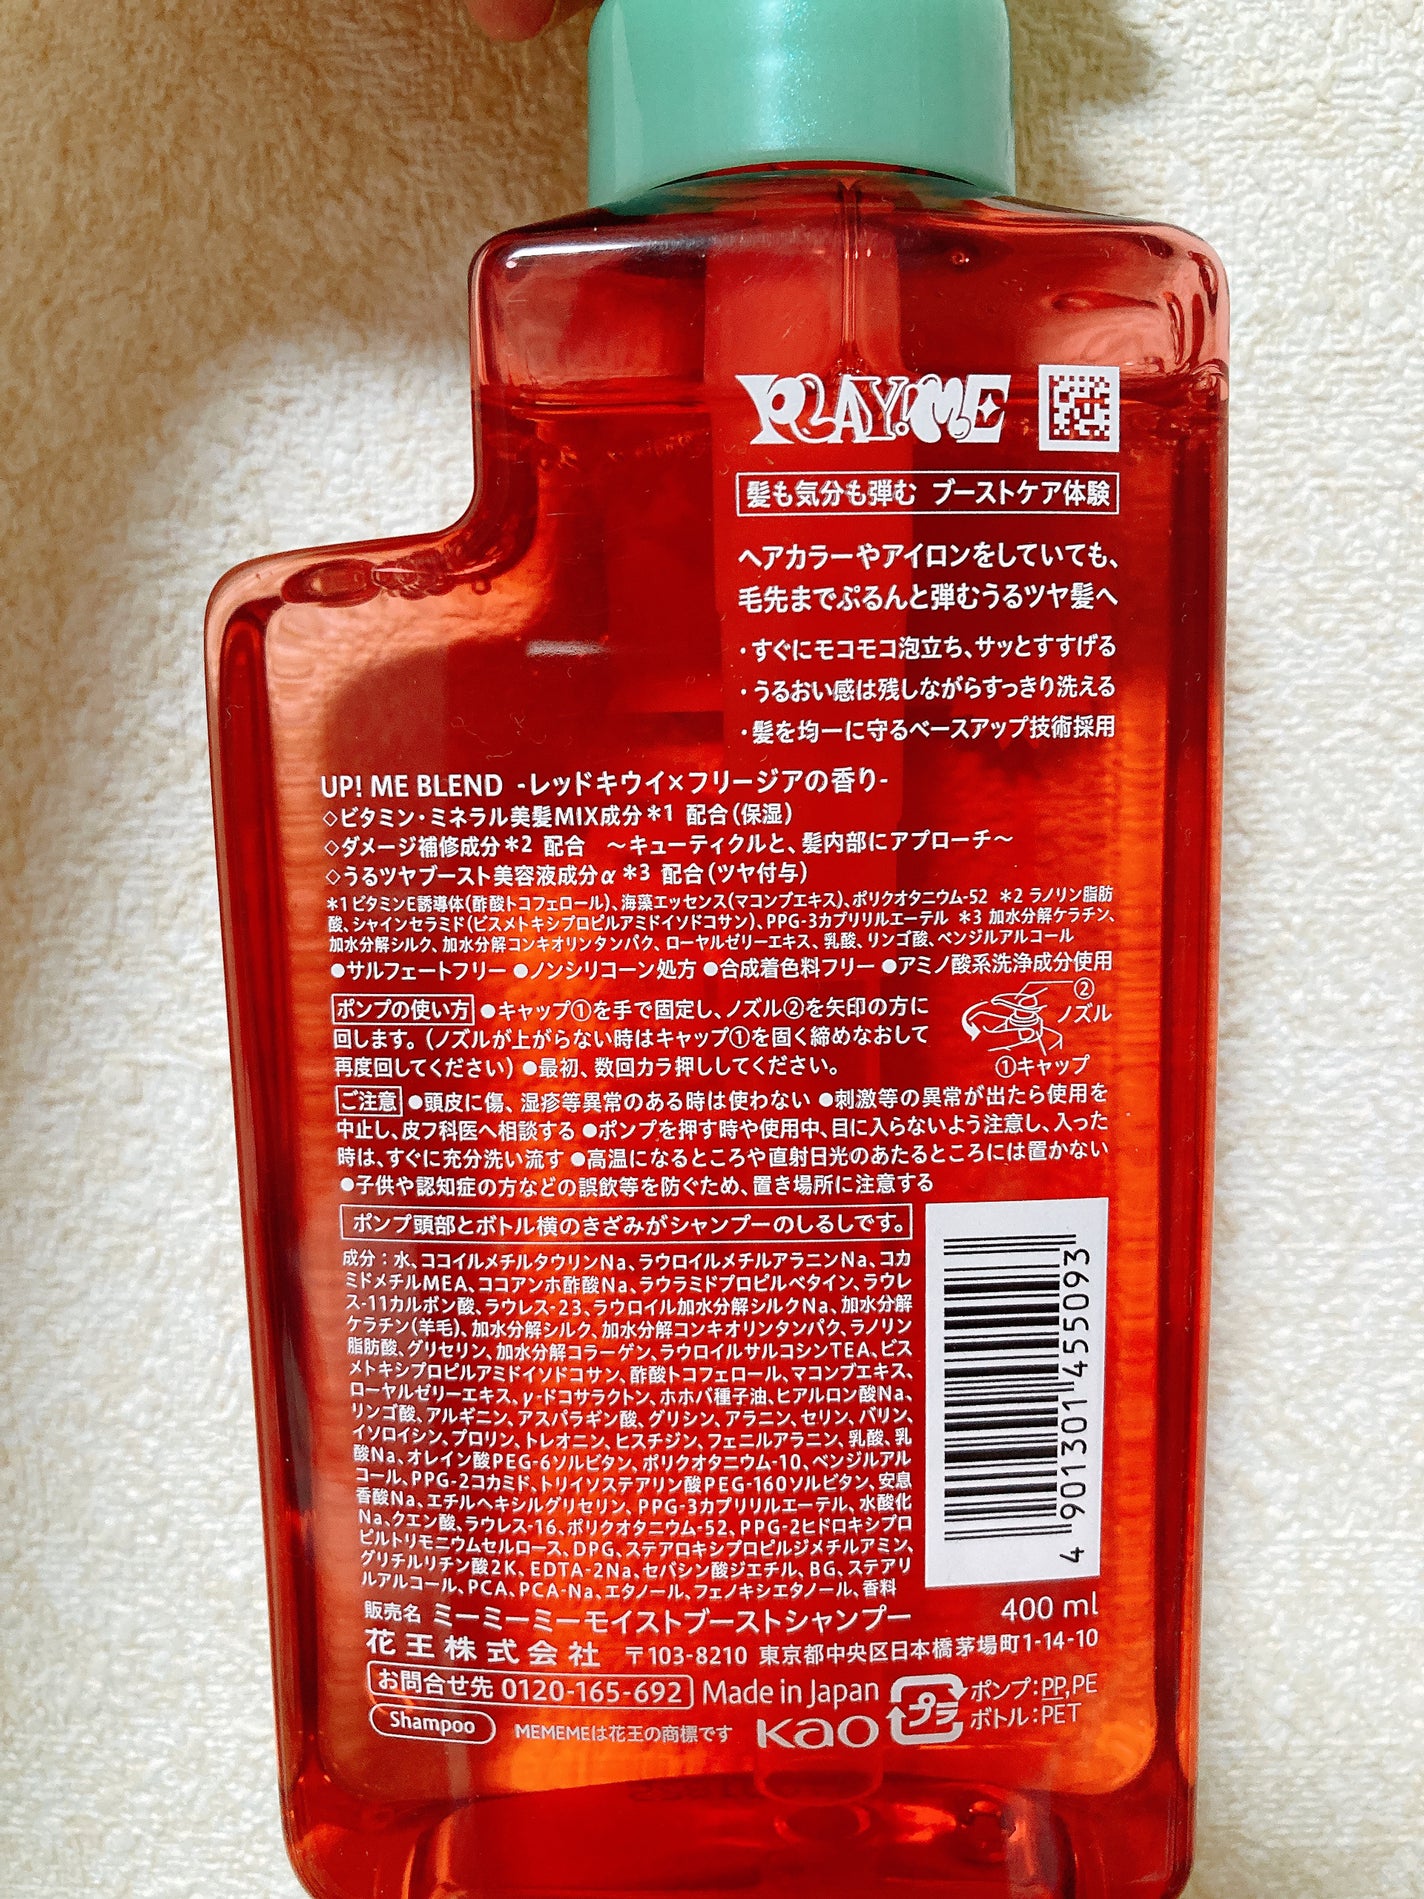 PLAY! ME
髪も気分も弾む ブーストケア体験
ヘアカラーやアイロンをしていても、
毛先までぷるんと弾むうるツヤ髪へ
・すぐにモコモコ泡立ち、サッとすすげる
・うるおい感は残しながらすっきり洗える
・髪を均一に守るベースアップ技術採用
UP! ME BLEND -レッドキウイ×フリージアの香り-
◇ビタミン・ミネラル美髪MIX成分*1 配合(保湿)
◇ダメージ補修成分*2 配合 ～キューティクルと、髪内部にアプローチ～
◇うるツヤブースト美容液成分α*3 配合(ツヤ付与)
*1 ビタミンE誘導体(酢酸トコフェロール)、海藻エッセンス(マコンブエキス)、ポリクオタニウム-52 *2 ラノリン脂肪
酸、シャインセラミド(ビスメトキシプロピルアミドイソドコサン)、PPG-3カプリリルエーテル *3 加水分解ケラチン、
加水分解シルク、加水分解コンキオリンタンパク、ローヤルゼリーエキス、乳酸、リンゴ酸、ベンジルアルコール
●サルフェートフリー ●ノンシリコーン処方 ●合成着色料フリー ●アミノ酸系洗浄成分使用
ポンプの使い方 ●キャップ①を手で固定し、ノズル②を矢印の方に
回します。(ノズルが上がらない時はキャップ①を固く締めなおして
再度回してください) ●最初、数回カラ押ししてください。
②
ノズル
①キャップ
ご注意 ●頭皮に傷、湿疹等異常のある時は使わない ●刺激等の異常が出たら使用を
中止し、皮フ科医へ相談する ●ポンプを押す時や使用中、目に入らないよう注意し、入った
時は、すぐに充分洗い流す ●高温になるところや直射日光のあたるところには置かない
●子供や認知症の方などの誤飲等を防ぐため、置き場所に注意する
ポンプ頭部とボトル横のきざみがシャンプーのしるしです。
成分：水、ココイルメチルタウリンNa、ラウロイルメチルアラニンNa、コカ
ミドメチルMEA、ココアンホ酢酸Na、ラウラミドプロピルベタイン、ラウレ
ス-11カルボン酸、ラウレス-23、ラウロイル加水分解シルクNa、加水分解
ケラチン(羊毛)、加水分解シルク、加水分解コンキオリンタンパク、ラノリン
脂肪酸、グリセリン、加水分解コラーゲン、ラウロイルサルコシンTEA、ビス
メトキシプロピルアミドイソドコサン、酢酸トコフェロール、マコンブエキス、
ローヤルゼリーエキス、γ-ドコサラクトン、ホホバ種子油、ヒアルロン酸Na、
リンゴ酸、アルギニン、アスパラギン酸、グリシン、アラニン、セリン、バリン、
イソロイシン、プロリン、トレオニン、ヒスチジン、フェニルアラニン、乳酸、乳
酸Na、オレイン酸PEG-6ソルビタン、ポリクオタニウム-10、ベンジルアル
コール、PPG-2コカミド、トリイソステアリン酸PEG-160ソルビタン、安息
香酸Na、エチルヘキシルグリセリン、PPG-3カプリリルエーテル、水酸化
Na、クエン酸、ラウレス-16、ポリクオタニウム-52、PPG-2ヒドロキシプロ
ピルトリモニウムセルロース、DPG、ステアロキシプロピルジメチルアミン、
グリチルリチン酸2K、EDTA-2Na、セバシン酸ジエチル、BG、ステアリ
ルアルコール、PCA、PCA-Na、エタノール、フェノキシエタノール、香料
4 901301 455093
販売名 ミーミーミーモイストブーストシャンプー 400 ml
花王株式会社 〒103-8210 東京都中央区日本橋茅場町1-14-10
お問合せ先 0120-165-692 Made in Japan プラ ポンプ：PP,PE
ボトル：PET
Shampoo MEMEMEは花王の商標です Kao